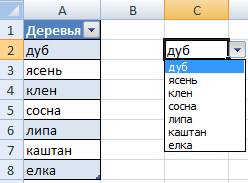 A B C
1 Деревья
2 дуб дуб
3 ясень дуб
4 клен ясень
5 сосна клен
6 липа сосна
7 каштан липа
8 елка каштан
елка